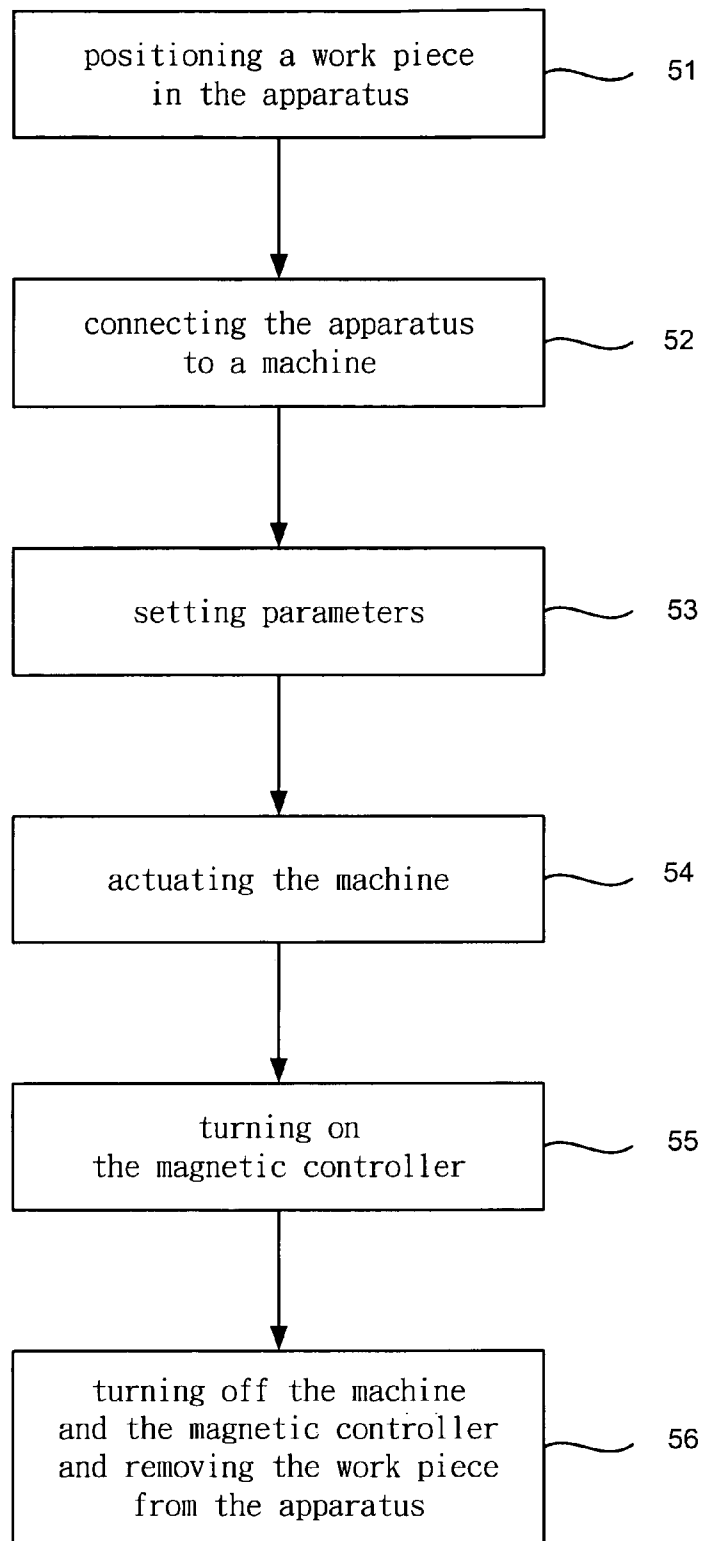 positioning a work piece
in the apparatus
51
connecting the apparatus
to a machine
52
setting parameters
53
actuating the machine
54
turning on
the magnetic controller
55
turning off the machine
and the magnetic controller
and removing the work piece
from the apparatus
56